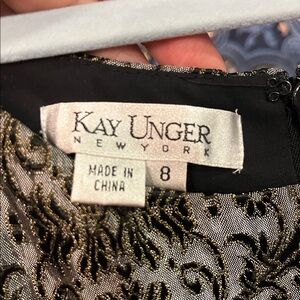 KAY UNGER
NEW YORK
MADE IN
CHINA
8